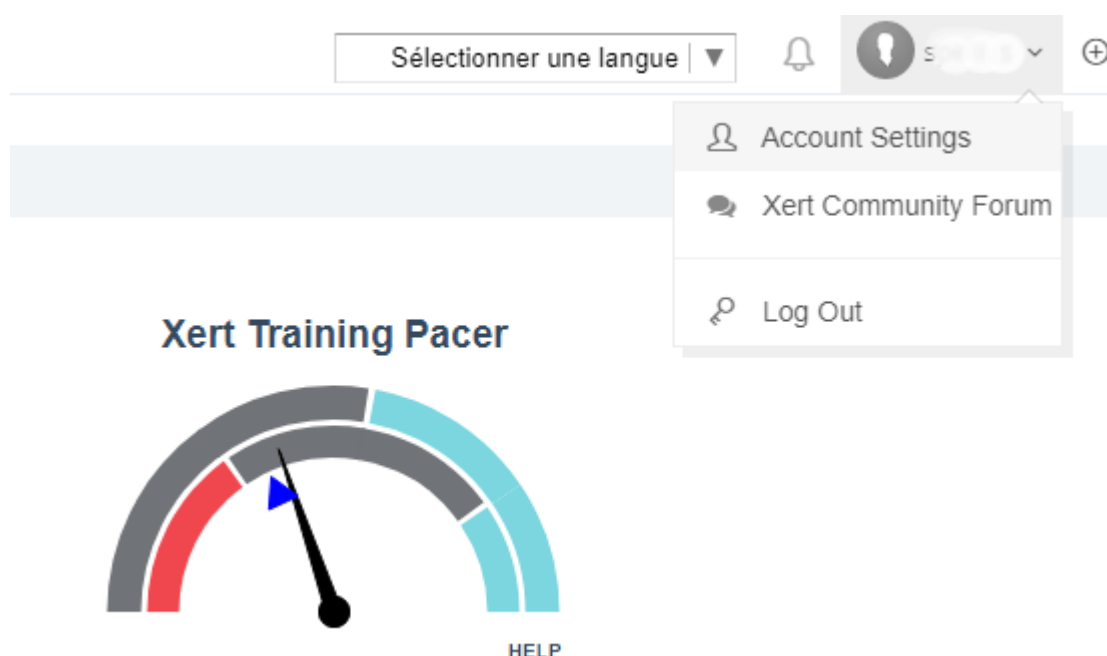 Sélectionner une langue ▼
Account Settings
Xert Community Forum
Log Out
Xert Training Pacer
HELP